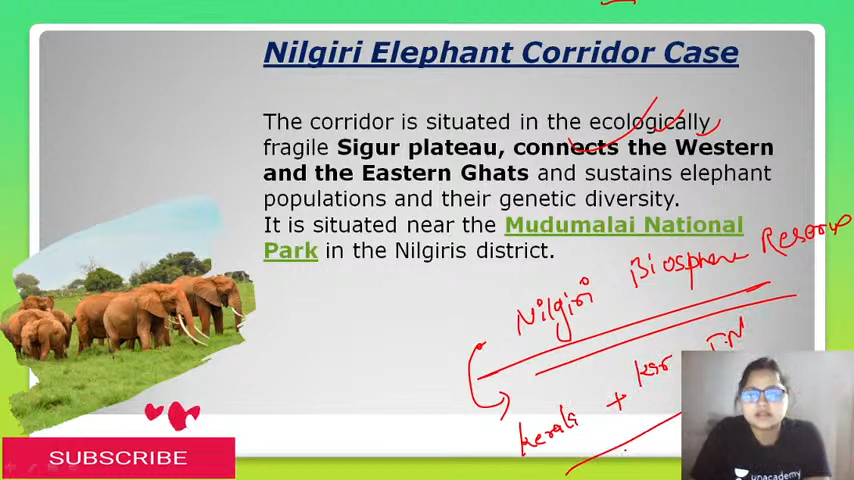 Nilgiri Elephant Corridor Case
The corridor is situated in the ecologically
fragile Sigur plateau, connects the Western
and the Eastern Ghats and sustains elephant
populations and their genetic diversity.
It is situated near the Mudumalai National
Park in the Nilgiris district.
Nilgiri Biosphere Reserve
Kerala + Kar T.N
SUBSCRIBE
unacademy